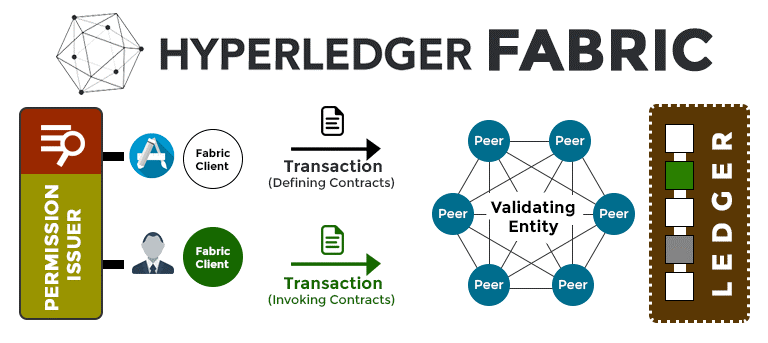 HYPERLEDGER FABRIC
PERMISSION
ISSUER
Fabric
Client
Transaction
(Defining Contracts)
Fabric
Client
Transaction
(Invoking Contracts)
Peer
Peer
Peer
Validating
Entity
Peer
Peer
Peer
LEDGER